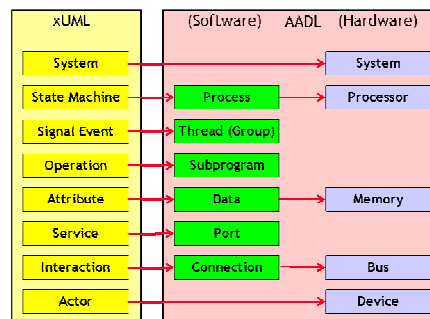 xUML (Software) AADL (Hardware)
System System
State Machine Process Processor
Signal Event Thread (Group)
Operation Subprogram
Attribute Data Memory
Service Port
Interaction Connection Bus
Actor Device